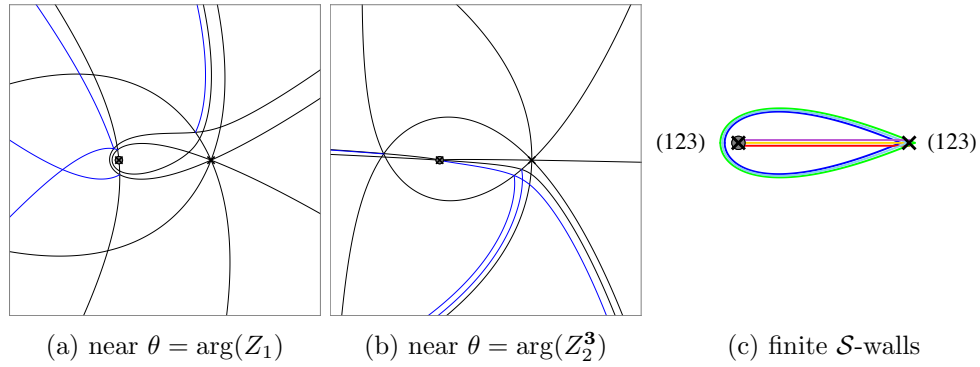 (123) (123)
(a) near θ = arg(Z₁) (b) near θ = arg(Z₂³) (c) finite 𝒮-walls